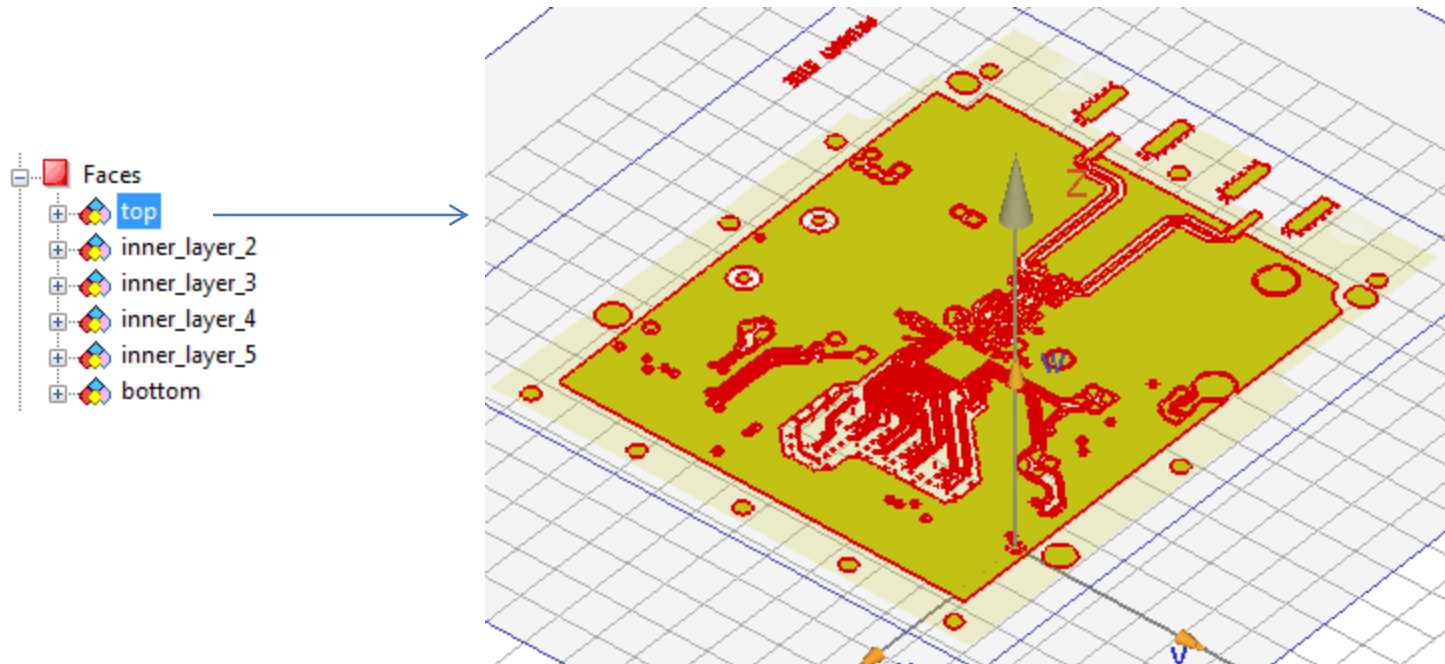 Faces
top
inner_layer_2
inner_layer_3
inner_layer_4
inner_layer_5
bottom
Z
W